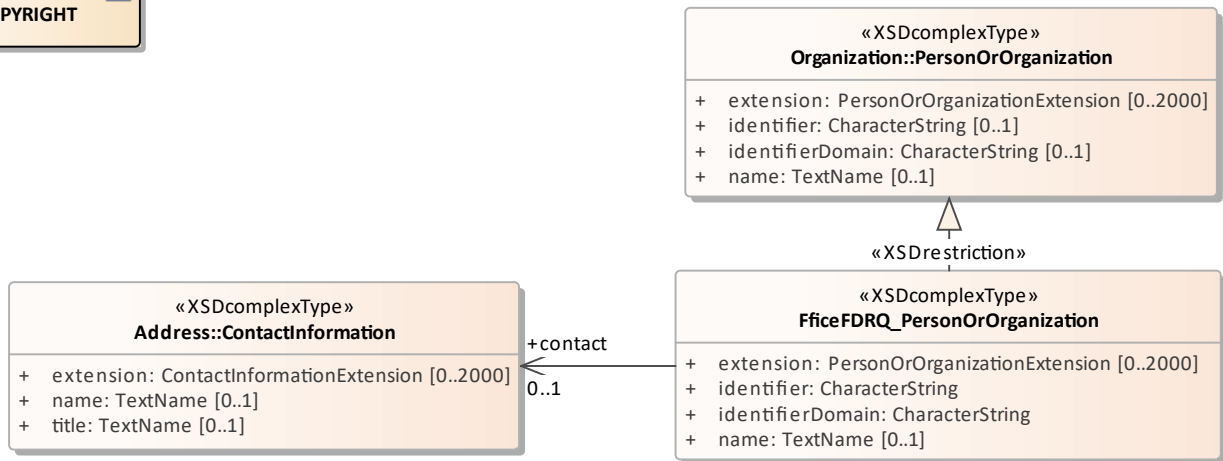 PYRIGHT
«XSDcomplexType»
Organization::PersonOrOrganization
+ extension: PersonOrOrganizationExtension [0..2000]
+ identifier: CharacterString [0..1]
+ identifierDomain: CharacterString [0..1]
+ name: TextName [0..1]
«XSDrestriction»
«XSDcomplexType»
Address::ContactInformation
+ extension: ContactInformationExtension [0..2000]
+ name: TextName [0..1]
+ title: TextName [0..1]
+contact
0..1
«XSDcomplexType»
FficeFDRQ_PersonOrOrganization
+ extension: PersonOrOrganizationExtension [0..2000]
+ identifier: CharacterString
+ identifierDomain: CharacterString
+ name: TextName [0..1]